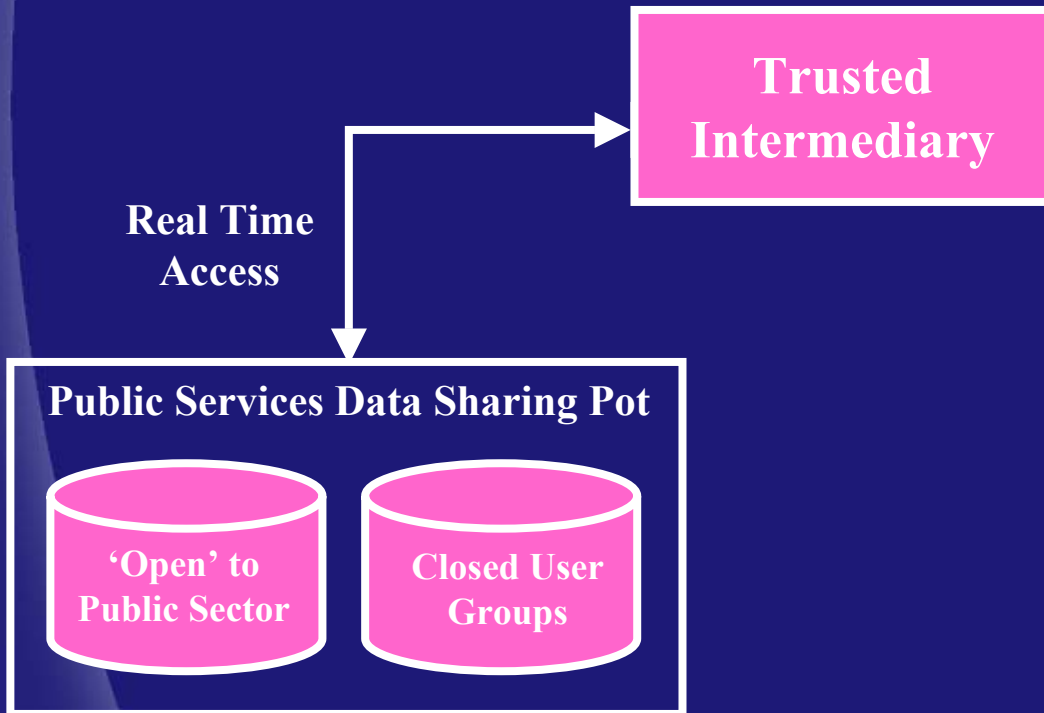 Trusted
Intermediary
Real Time
Access
Public Services Data Sharing Pot
‘Open’ to
Public Sector
Closed User
Groups